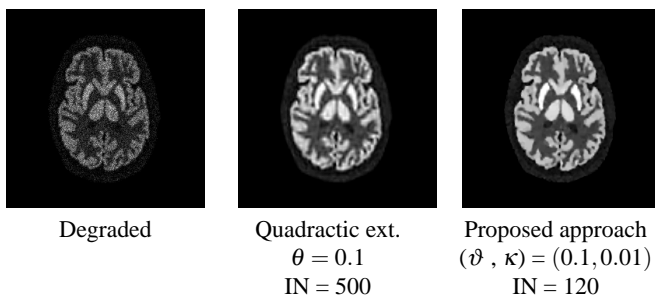 Degraded
Quadractic ext.
θ = 0.1
IN = 500
Proposed approach
(ϑ , κ) = (0.1, 0.01)
IN = 120